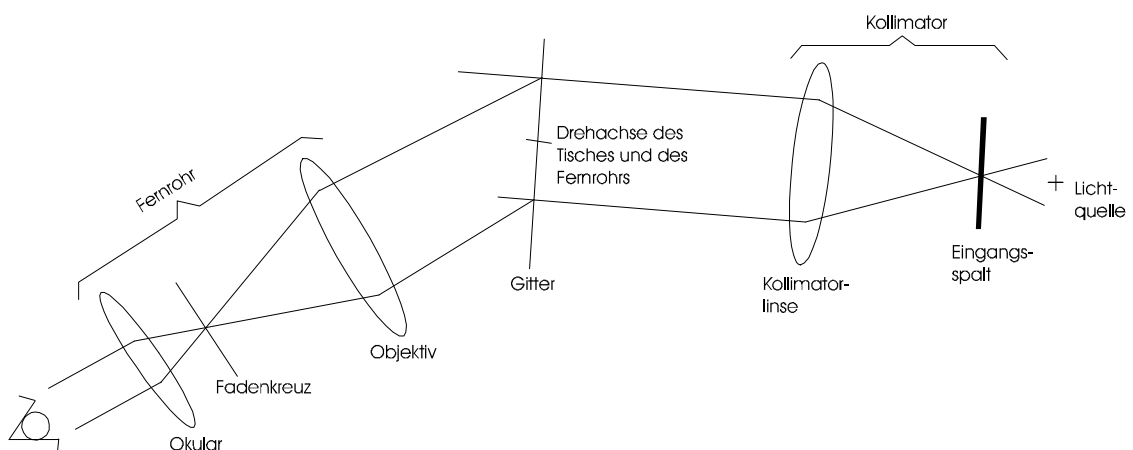 Kollimator
Drehachse des
Tisches und des
Fernrohrs
Fernrohr
Licht-
quelle
Eingangs-
spalt
Gitter
Kollimator-
linse
Objektiv
Fadenkreuz
Okular